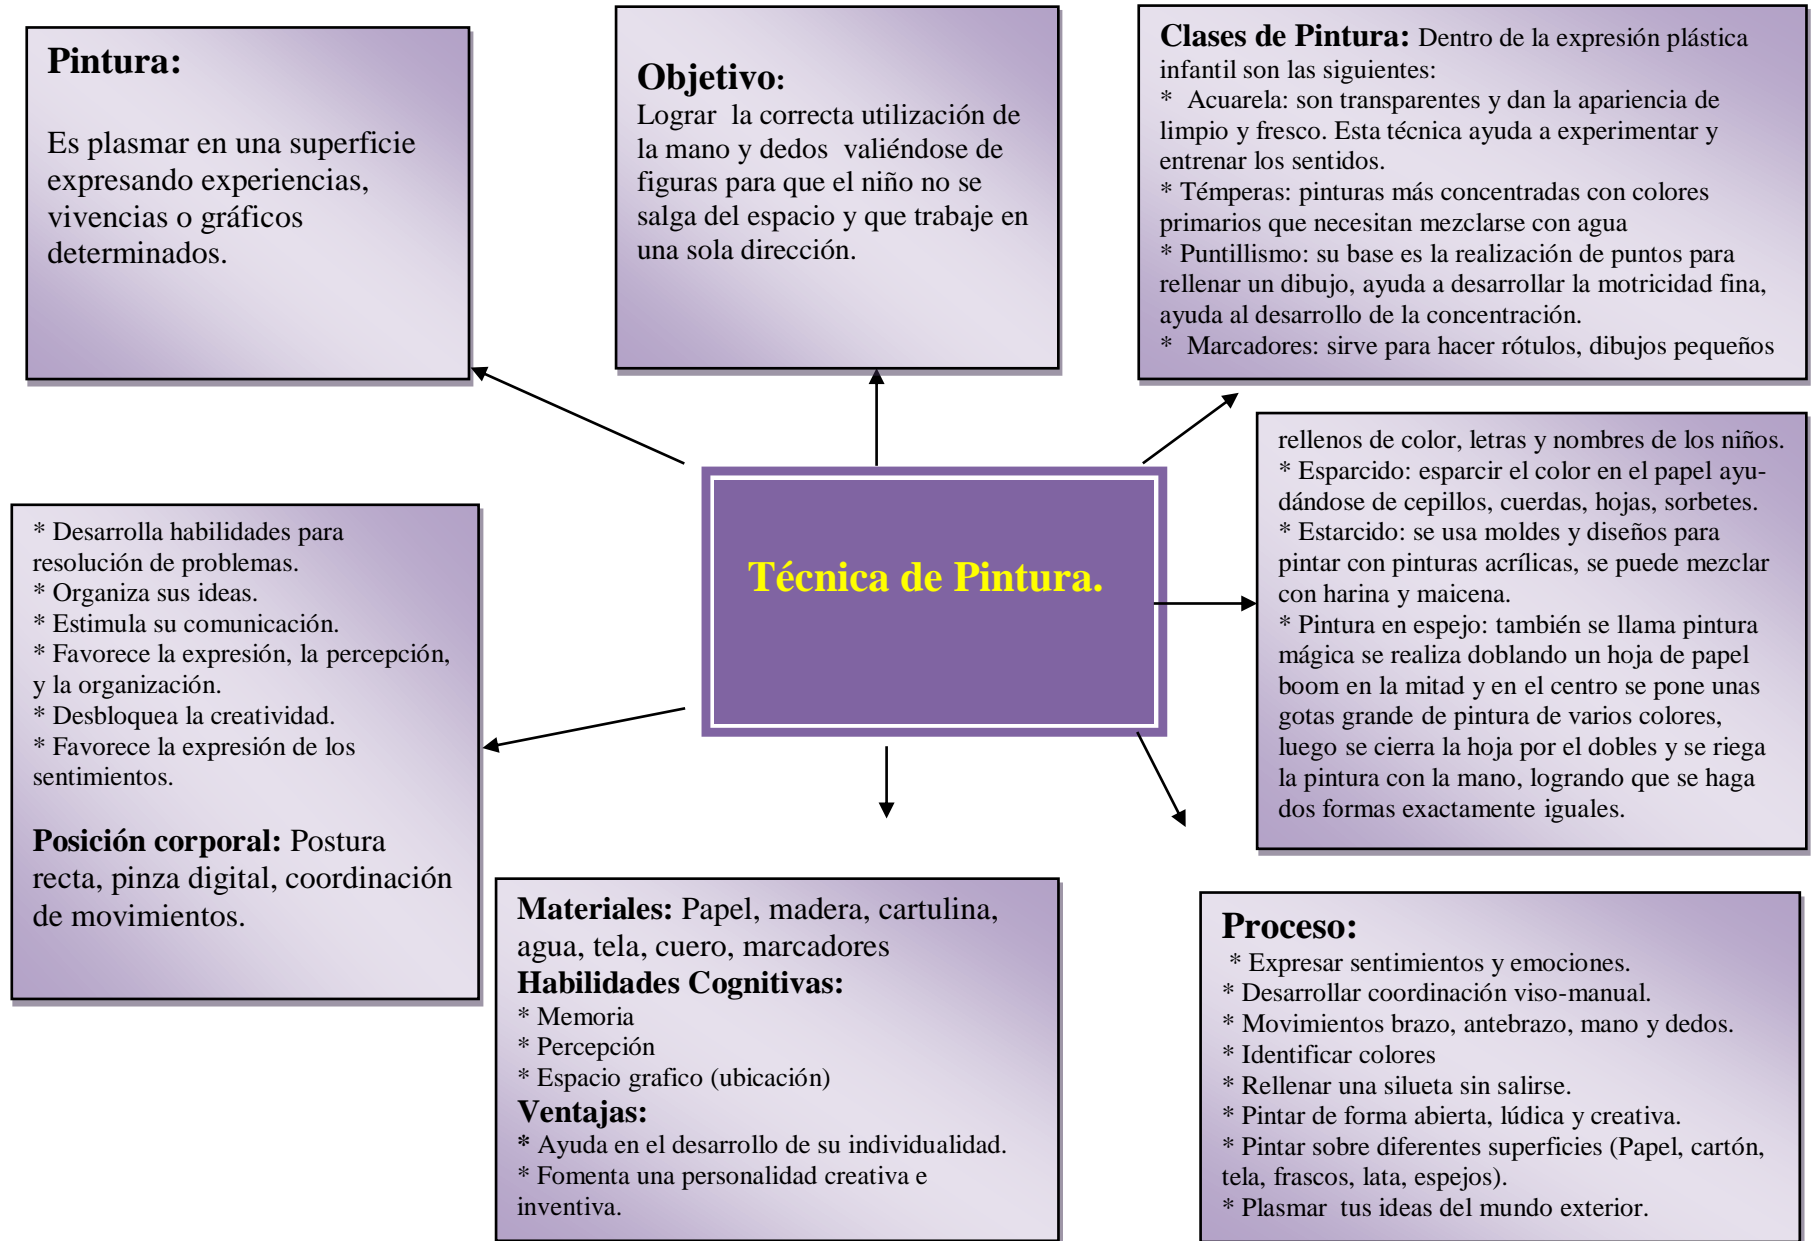 Pintura:
Es plasmar en una superficie
expresando experiencias,
vivencias o gráficos
determinados.
Objetivo:
Lograr la correcta utilización de
la mano y dedos valiéndose de
figuras para que el niño no se
salga del espacio y que trabaje en
una sola dirección.
Clases de Pintura: Dentro de la expresión plástica
infantil son las siguientes:
* Acuarela: son transparentes y dan la apariencia de
limpio y fresco. Esta técnica ayuda a experimentar y
entrenar los sentidos.
* Témperas: pinturas más concentradas con colores
primarios que necesitan mezclarse con agua
* Puntillismo: su base es la realización de puntos para
rellenar un dibujo, ayuda a desarrollar la motricidad fina,
ayuda al desarrollo de la concentración.
* Marcadores: sirve para hacer rótulos, dibujos pequeños
rellenos de color, letras y nombres de los niños.
* Esparcido: esparcir el color en el papel ayu-
dándose de cepillos, cuerdas, hojas, sorbetes.
* Estarcido: se usa moldes y diseños para
pintar con pinturas acrílicas, se puede mezclar
con harina y maicena.
* Pintura en espejo: también se llama pintura
mágica se realiza doblando un hoja de papel
boom en la mitad y en el centro se pone unas
gotas grande de pintura de varios colores,
luego se cierra la hoja por el dobles y se riega
la pintura con la mano, logrando que se haga
dos formas exactamente iguales.
Técnica de Pintura.
* Desarrolla habilidades para
resolución de problemas.
* Organiza sus ideas.
* Estimula su comunicación.
* Favorece la expresión, la percepción,
y la organización.
* Desbloquea la creatividad.
* Favorece la expresión de los
sentimientos.
Posición corporal: Postura
recta, pinza digital, coordinación
de movimientos.
Materiales: Papel, madera, cartulina,
agua, tela, cuero, marcadores
Habilidades Cognitivas:
* Memoria
* Percepción
* Espacio grafico (ubicación)
Ventajas:
* Ayuda en el desarrollo de su individualidad.
* Fomenta una personalidad creativa e
inventiva.
Proceso:
* Expresar sentimientos y emociones.
* Desarrollar coordinación viso-manual.
* Movimientos brazo, antebrazo, mano y dedos.
* Identificar colores
* Rellenar una silueta sin salirse.
* Pintar de forma abierta, lúdica y creativa.
* Pintar sobre diferentes superficies (Papel, cartón,
tela, frascos, lata, espejos).
* Plasmar tus ideas del mundo exterior.